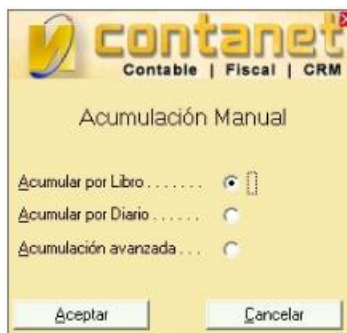 contanet
Contable | Fiscal | CRM
Acumulación Manual
Acumular por Libro . . . . . . .
Acumular por Diario . . . . . .
Acumulación avanzada . . .
Aceptar
Cancelar